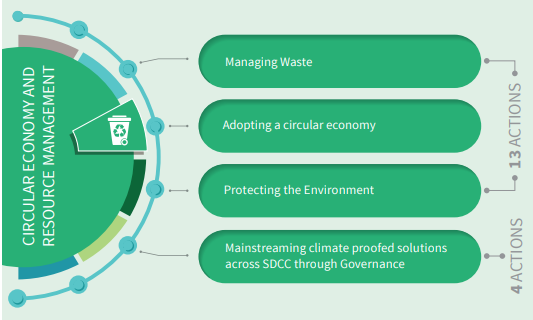 CIRCULAR ECONOMY AND
RESOURCE MANAGEMENT
Managing Waste
Adopting a circular economy
Protecting the Environment
Mainstreaming climate proofed solutions
across SDCC through Governance
13 ACTIONS
4 ACTIONS